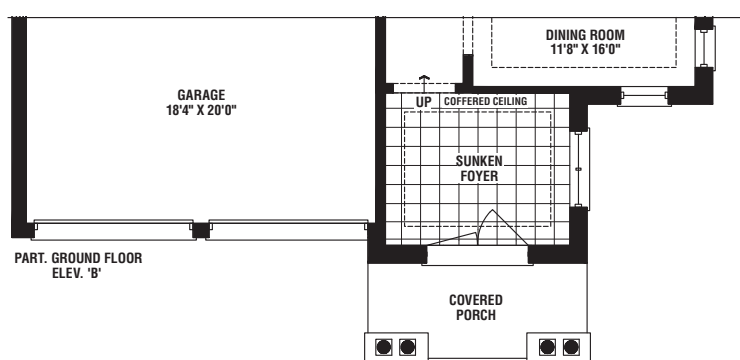 DINING ROOM
11'8" X 16'0"
GARAGE
18'4" X 20'0"
UP
COFFERED CEILING
SUNKEN
FOYER
PART. GROUND FLOOR
ELEV. 'B'
COVERED
PORCH